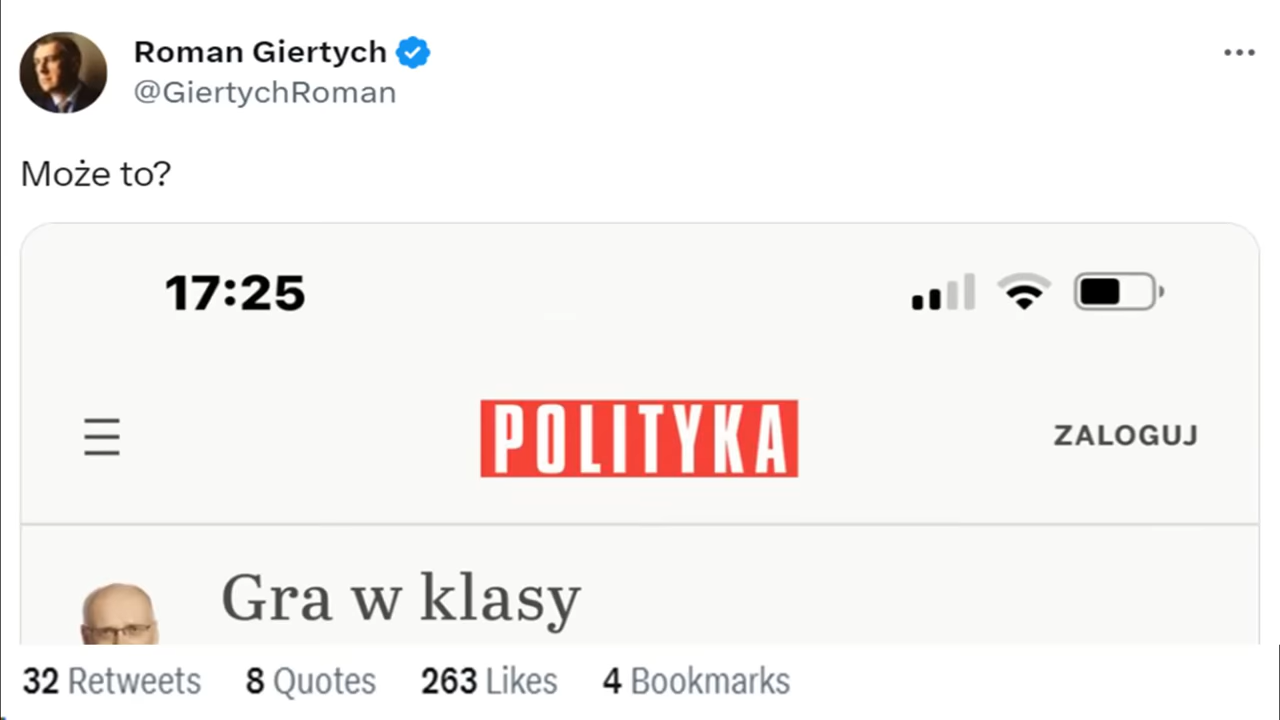 Roman Giertych
@GiertychRoman
Może to?
17:25
POLITYKA
ZALOGUJ
Gra w klasy
32 Retweets 8 Quotes 263 Likes 4 Bookmarks